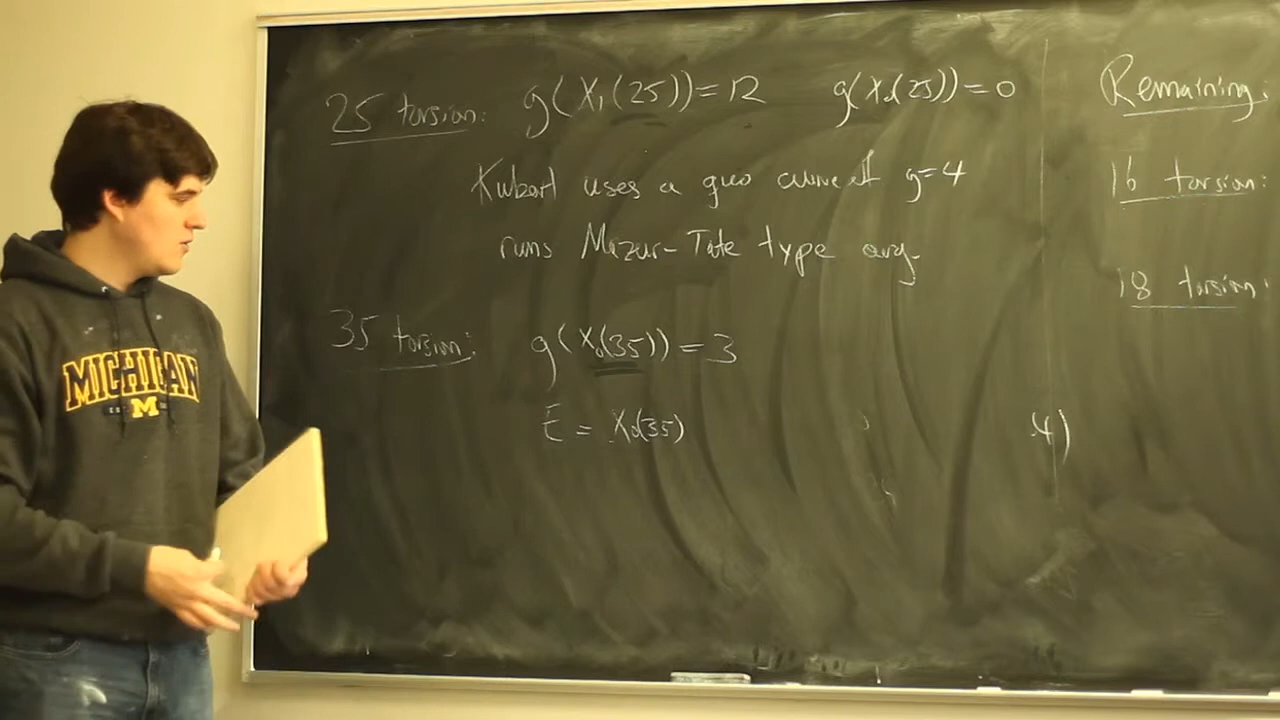 25 torsion: g(X₁(25)) = 12 g(X₀(25)) = 0
Kubert uses a quo curve of g=4
runs Mazur-Tate type arg.
35 torsion: g(X₀(35)) = 3
E = X₀(35)
4)
Remaining:
16 torsion:
18 torsion:
MICHIGAN
M